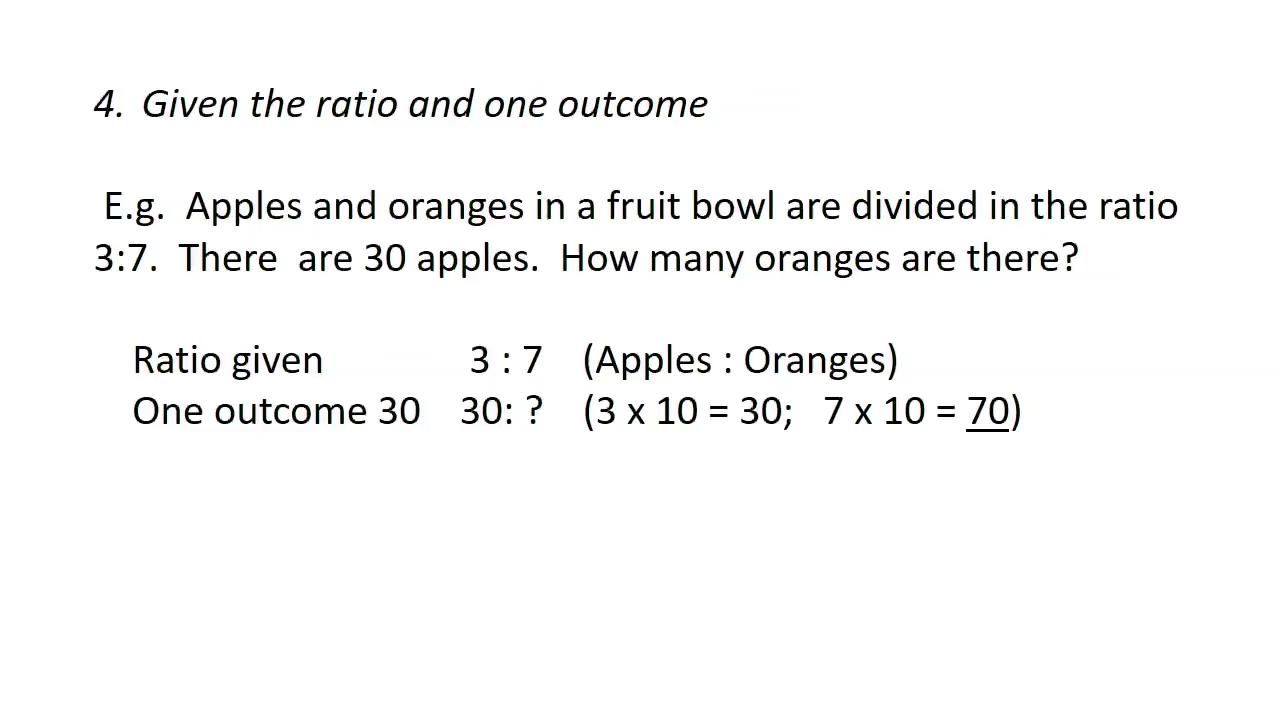 4. Given the ratio and one outcome
E.g. Apples and oranges in a fruit bowl are divided in the ratio
3:7. There are 30 apples. How many oranges are there?
Ratio given 3 : 7 (Apples : Oranges)
One outcome 30 30: ? (3 x 10 = 30; 7 x 10 = 70)